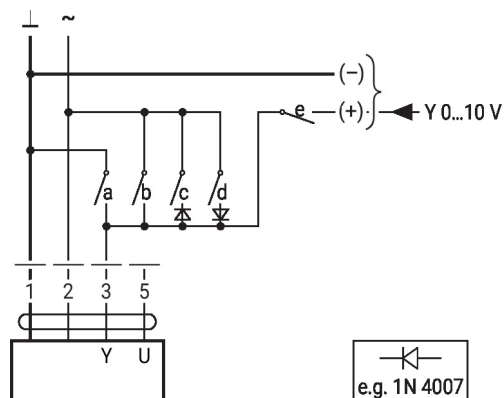 ⊥ ~
(–)
e (+) Y 0...10 V
a b c d
1 2 3 5
Y U
e.g. 1N 4007